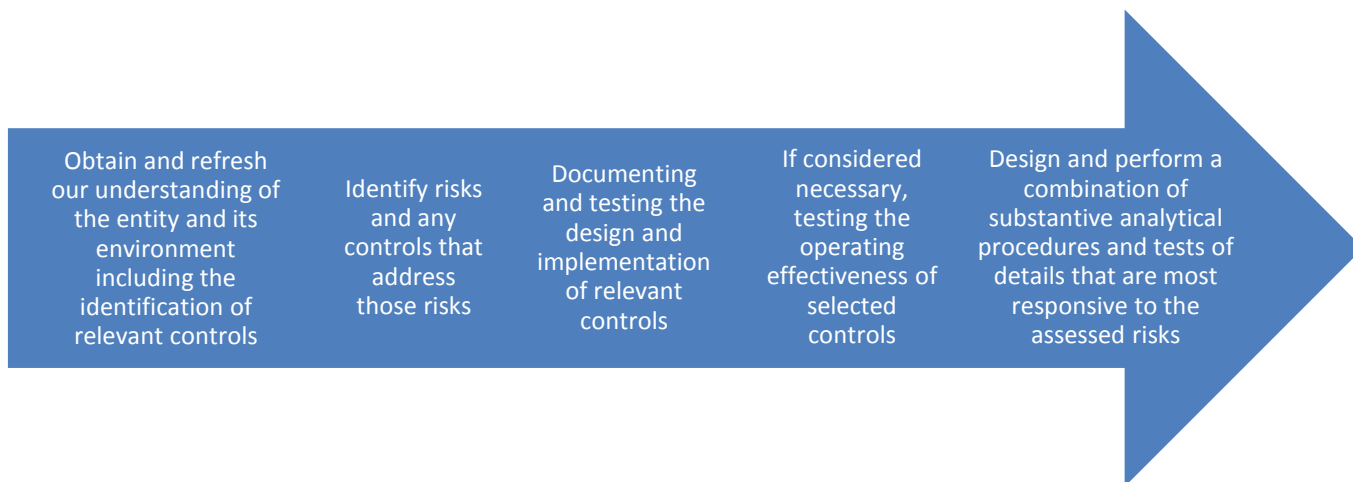 Obtain and refresh
our understanding of
the entity and its
environment
including the
identification of
relevant controls
Identify risks
and any
controls that
address
those risks
Documenting
and testing the
design and
implementation
of relevant
controls
If considered
necessary,
testing the
operating
effectiveness of
selected
controls
Design and perform a
combination of
substantive analytical
procedures and tests of
details that are most
responsive to the
assessed risks